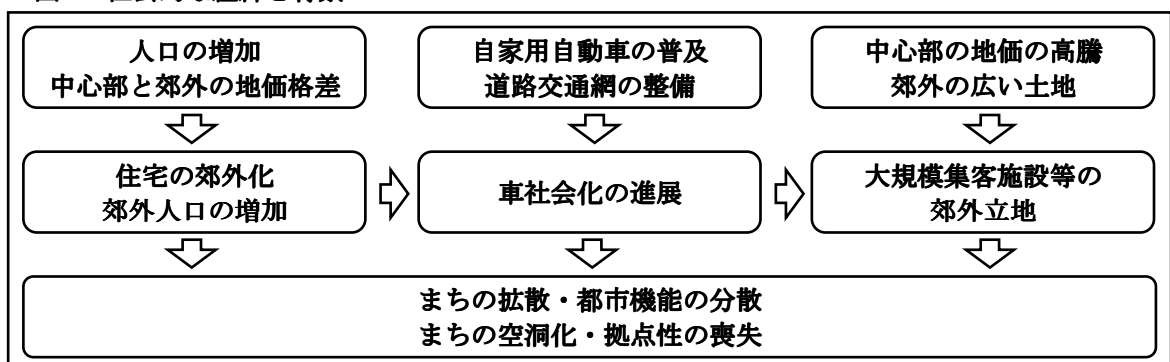 人口の増加
中心部と郊外の地価格差
自家用自動車の普及
道路交通網の整備
中心部の地価の高騰
郊外の広い土地
住宅の郊外化
郊外人口の増加
車社会化の進展
大規模集客施設等の
郊外立地
まちの拡散・都市機能の分散
まちの空洞化・拠点性の喪失